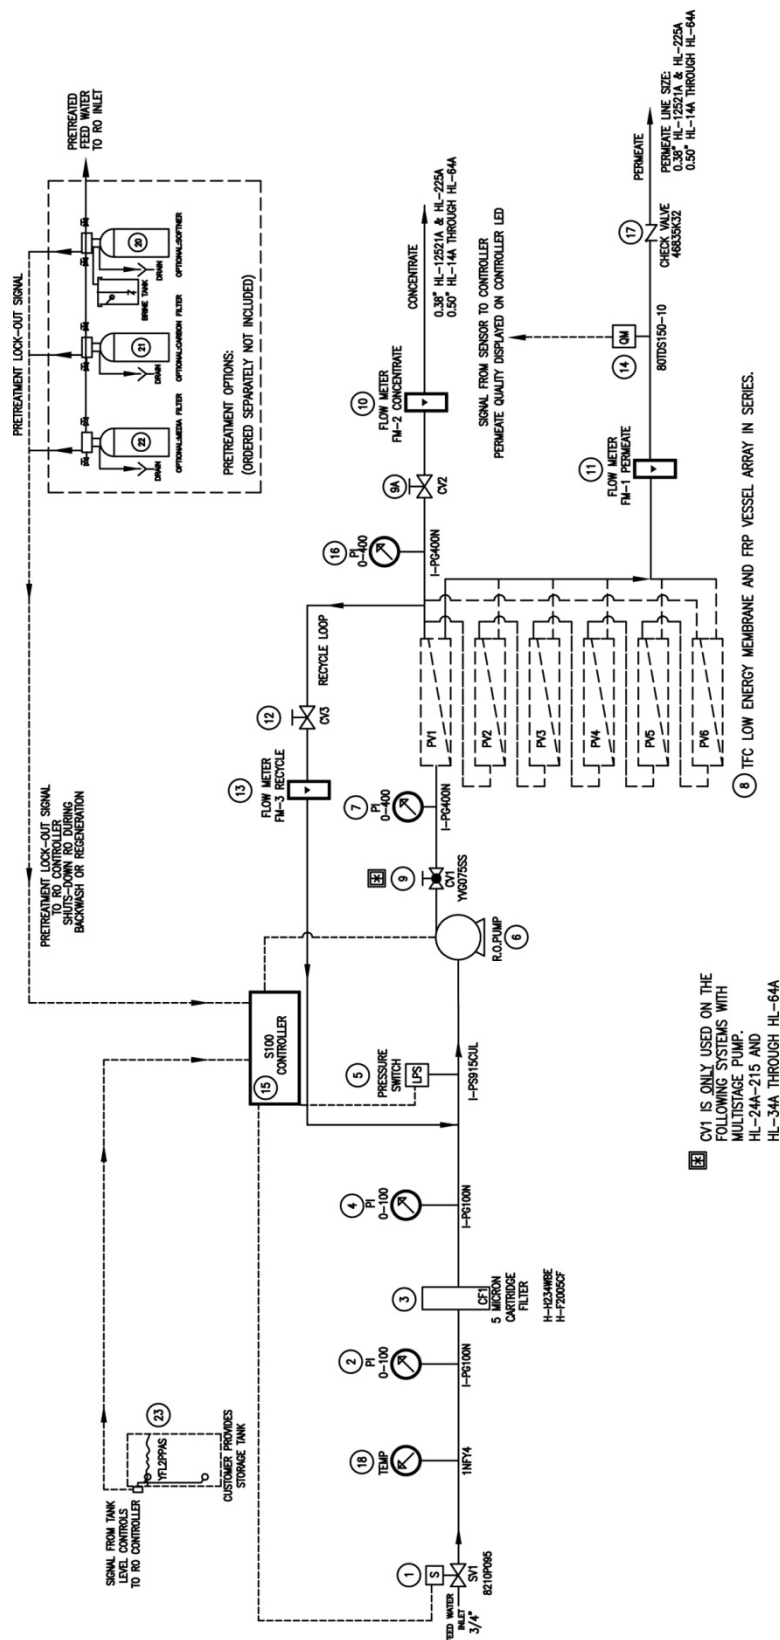 PRETREATED
FEED WATER
TO RO INLET
PRETREATMENT LOCK-OUT SIGNAL
20
OPTIONAL:SOFTNER
DRAIN
BRINE TANK
21
OPTIONAL:CARBON FILTER
DRAIN
22
OPTIONAL:MEDIA FILTER
DRAIN
PRETREATMENT OPTIONS:
(ORDERED SEPARATELY NOT INCLUDED)
PRETREATMENT LOCK-OUT SIGNAL
TO RO CONTROLLER
SHUTS-DOWN RO DURING
BACKWASH OR REGENERATION
SIGNAL FROM TANK
LEVEL CONTROLS
TO RO CONTROLLER
23
YFL2PPAS
CUSTOMER PROVIDES
STORAGE TANK
15
S100
CONTROLLER
1
S
SV1
8210P095
INLET
3/4"
18
TEMP
1NFY4
2
PI
0-100
I-PG100N
3
CF1
5 MICRON
CARTRIDGE
FILTER
H-H234WBE
H-F2005CF
4
PI
0-100
I-PG100N
5
PRESSURE
SWITCH
LPS
I-PS915CUL
R.O.PUMP
6
9
CV1
YVG075SS
7
PI
0-400
I-PG400N
13
FLOW METER
FM-3 RECYCLE
12
CV3
RECYCLE LOOP
PV1
PV2
PV3
PV4
PV5
PV6
8
TFC LOW ENERGY MEMBRANE AND FRP VESSEL ARRAY IN SERIES.
16
PI
0-400
I-PG400N
9A
CV2
10
FLOW METER
FM-2 CONCENTRATE
CONCENTRATE
0.38" HL-12521A & HL-225A
0.50" HL-14A THROUGH HL-64A
SIGNAL FROM SENSOR TO CONTROLLER
PERMEATE QUALITY DISPLAYED ON CONTROLLER LED
11
FLOW METER
FM-1 PERMEATE
14
QM
80TDS150-10
17
CHECK VALVE
46835K32
PERMEATE
PERMEATE LINE SIZE:
0.38" HL-12521A & HL-225A
0.50" HL-14A THROUGH HL-64A
CV1 IS ONLY USED ON THE
FOLLOWING SYSTEMS WITH
MULTISTAGE PUMP.
HL-24A-215 AND
HL-34A THROUGH HL-64A